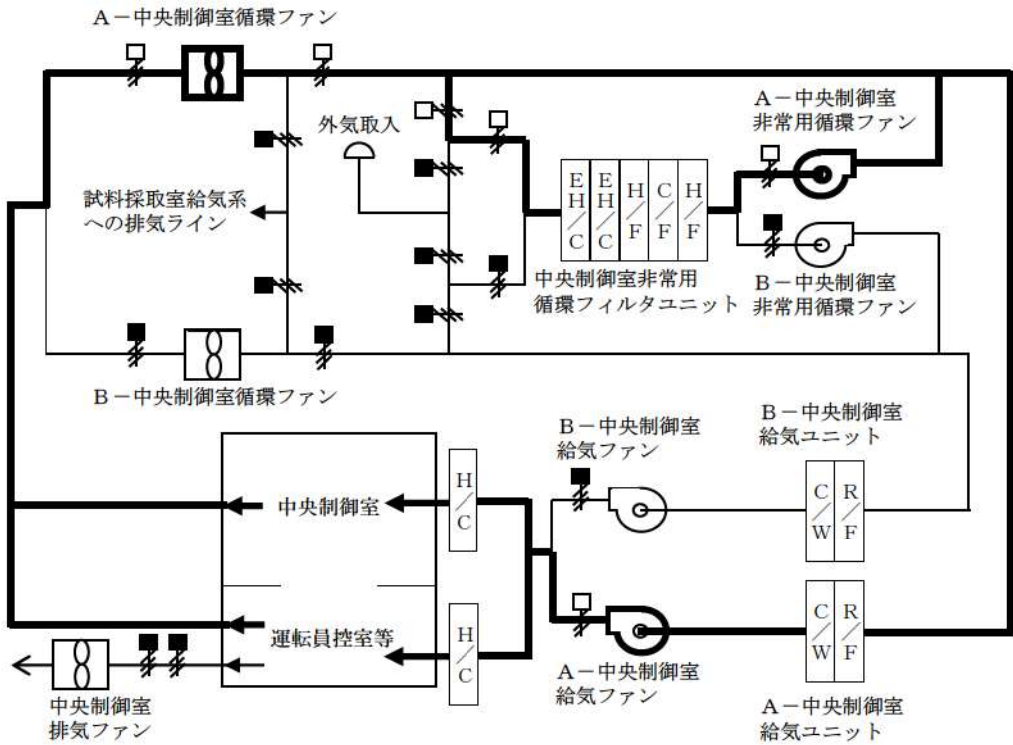 A－中央制御室循環ファン
外気取入
A－中央制御室
非常用循環ファン
試料採取室給気系
への排気ライン
EH/C
EH/C
H/F
C/F
H/F
中央制御室非常用
循環フィルタユニット
B－中央制御室
非常用循環ファン
B－中央制御室循環ファン
B－中央制御室
給気ファン
B－中央制御室
給気ユニット
中央制御室
H/C
C/W
R/F
運転員控室等
H/C
C/W
R/F
中央制御室
排気ファン
A－中央制御室
給気ファン
A－中央制御室
給気ユニット